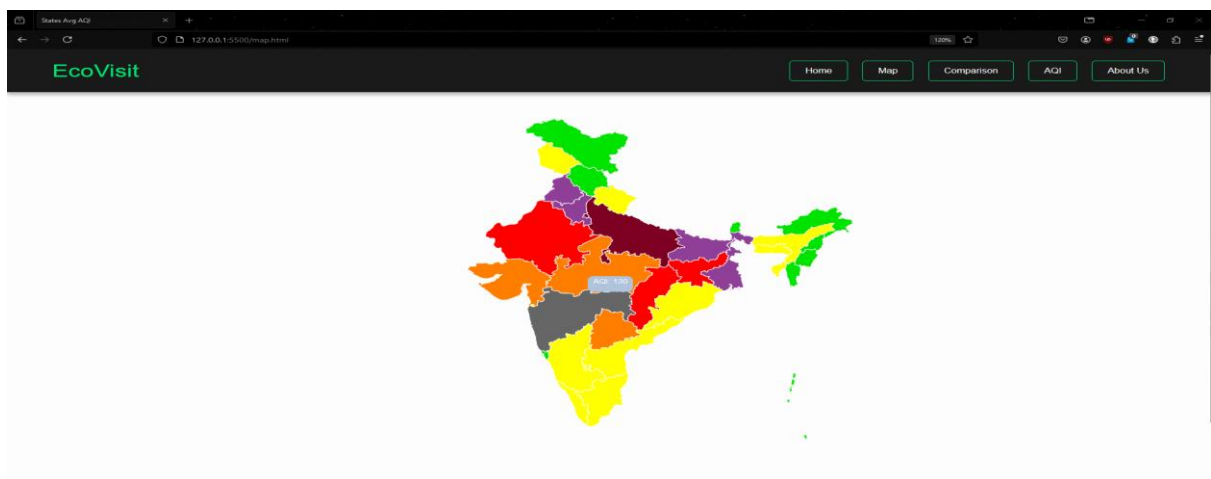 States Avg AQI
127.0.0.1:5500/map.html
120%
EcoVisit
Home
Map
Comparison
AQI
About Us
AQI: 130